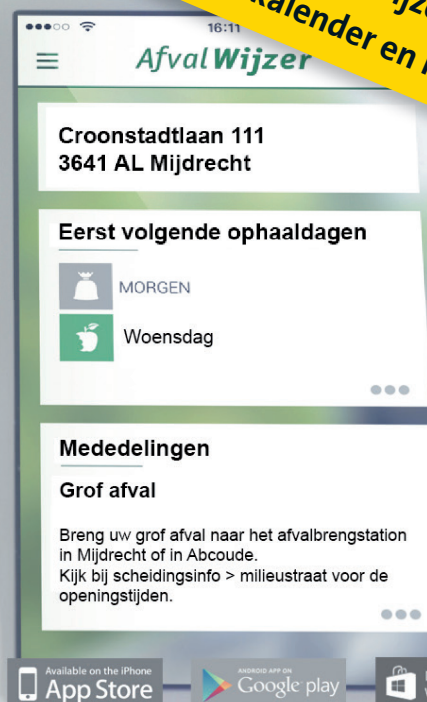 kalender en
16:11
AfvalWijzer
Croonstadtlaan 111
3641 AL Mijdrecht
Eerst volgende ophaaldagen
MORGEN
Woensdag
Mededelingen
Grof afval
Breng uw grof afval naar het afvalbrengstation
in Mijdrecht of in Abcoude.
Kijk bij scheidingsinfo > milieustraat voor de
openingstijden.
Available on the iPhone
App Store
ANDROID APP ON
Google play